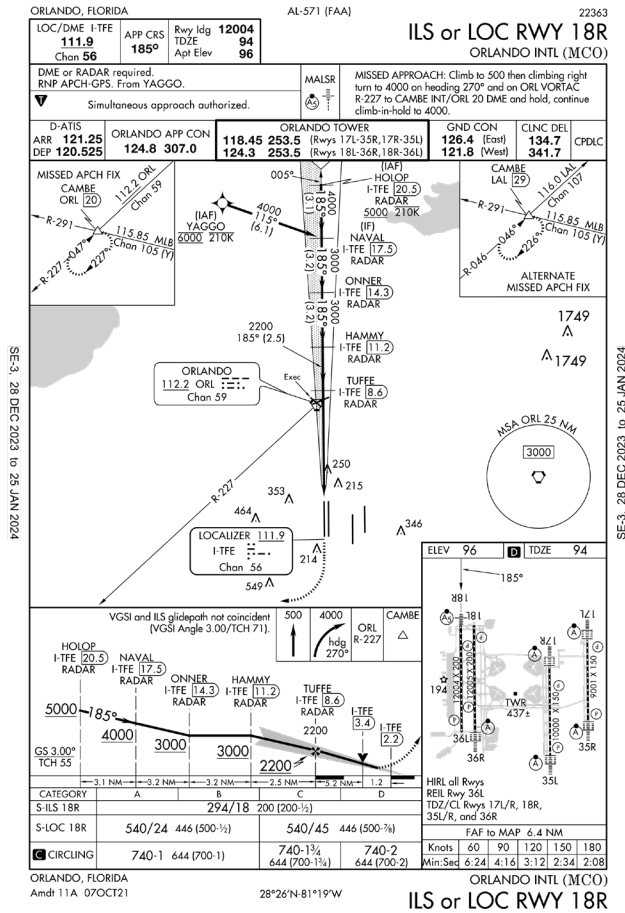 ORLANDO, FLORIDA
AL-571 (FAA)
22363
LOC/DME I-TFE
111.9
Chan 56
APP CRS
185°
Rwy ldg 12004
TDZE 94
Apt Elev 96
ILS or LOC RWY 18R
ORLANDO INTL (MCO)
DME or RADAR required.
RNP APCH-GPS. From YAGGO.
T
Simultaneous approach authorized.
MALSR
A5
MISSED APPROACH: Climb to 500 then climbing right
turn to 4000 on heading 270° and on ORL VORTAC
R-227 to CAMBE INT/ORL 20 DME and hold, continue
climb-in-hold to 4000.
D-ATIS
ARR 121.25
DEP 120.525
ORLANDO APP CON
124.8 307.0
ORLANDO TOWER
118.45 253.5 (Rwys 17L-35R,17R-35L)
124.3 253.5 (Rwys 18L-36R,18R-36L)
GND CON
126.4 (East)
121.8 (West)
CLNC DEL
134.7
341.7
CPDLC
MISSED APCH FIX
CAMBE
ORL 20
112.2 ORL
Chan 59
R-291
115.85 MLB
Chan 105 (Y)
R-227
047°
227°
(IAF)
YAGGO
6000 210K
4000
115°
(6.1)
005°
4000
185°
(3.1)
(IAF)
HOLOP
I-TFE 20.5
RADAR
5000 210K
(IF)
NAVAL
I-TFE 17.5
RADAR
3000
185°
(3.2)
ONNER
I-TFE 14.3
RADAR
3000
185°
(3.2)
HAMMY
I-TFE 11.2
RADAR
2200
185° (2.5)
TUFFE
I-TFE 8.6
RADAR
ORLANDO
112.2 ORL
Chan 59
Exec
R-227
CAMBE
LAL 29
116.0 LAL
Chan 107
R-291
115.85 MLB
Chan 105 (Y)
R-046
046°
226°
ALTERNATE
MISSED APCH FIX
1749
1749
MSA ORL 25 NM
3000
250
215
353
464
346
214
549
LOCALIZER 111.9
I-TFE
Chan 56
SE-3, 28 DEC 2023 to 25 JAN 2024
SE-3, 28 DEC 2023 to 25 JAN 2024
ELEV 96
D
TDZE 94
185°
18R
18L
A5
12004 X 200
12005 X 200
194
TWR
437±
17R
17L
10000 X 150
9001 X 150
36L
36R
35L
35R
HIRL all Rwys
REIL Rwy 36L
TDZ/CL Rwys 17L/R, 18R,
35L/R, and 36R
FAF to MAP 6.4 NM
Knots 60 90 120 150 180
Min:Sec 6:24 4:16 3:12 2:34 2:08
VGSI and ILS glidepath not coincident
(VGSI Angle 3.00/TCH 71).
500
4000
hdg
270°
ORL
R-227
CAMBE
HOLOP
I-TFE 20.5
RADAR
NAVAL
I-TFE 17.5
RADAR
ONNER
I-TFE 14.3
RADAR
HAMMY
I-TFE 11.2
RADAR
TUFFE
I-TFE 8.6
RADAR
2200
I-TFE
3.4
I-TFE
2.2
5000
185°
4000
3000
3000
2200
GS 3.00°
TCH 55
3.1 NM 3.2 NM 3.2 NM 2.5 NM 5.2 NM 1.2
CATEGORY A B C D
S-ILS 18R 294/18 200 (200-½)
S-LOC 18R 540/24 446 (500-½) 540/45 446 (500-⅞)
C CIRCLING 740-1 644 (700-1) 740-1¾ 644 (700-1¾) 740-2 644 (700-2)
ORLANDO, FLORIDA
Amdt 11A 07OCT21
28°26'N-81°19'W
ORLANDO INTL (MCO)
ILS or LOC RWY 18R